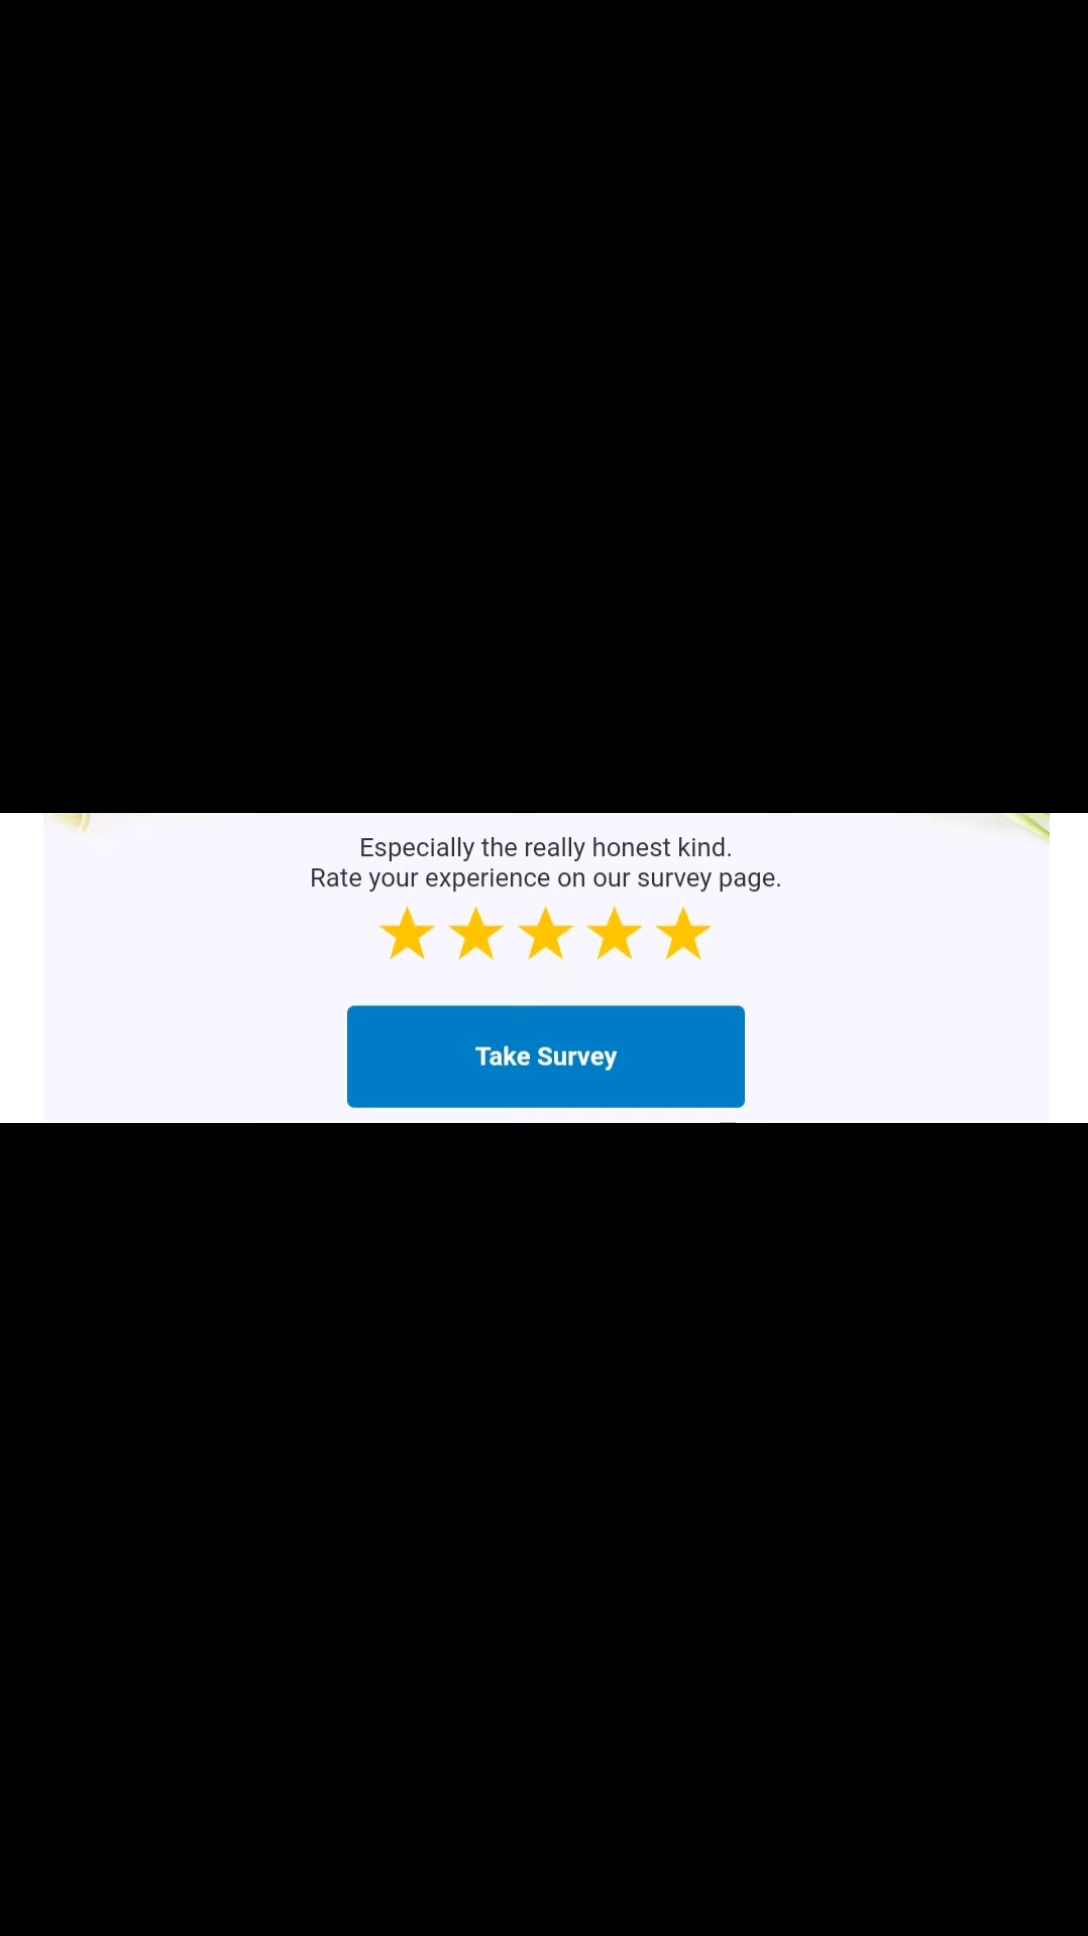 Especially the really honest kind.
Rate your experience on our survey page.
Take Survey